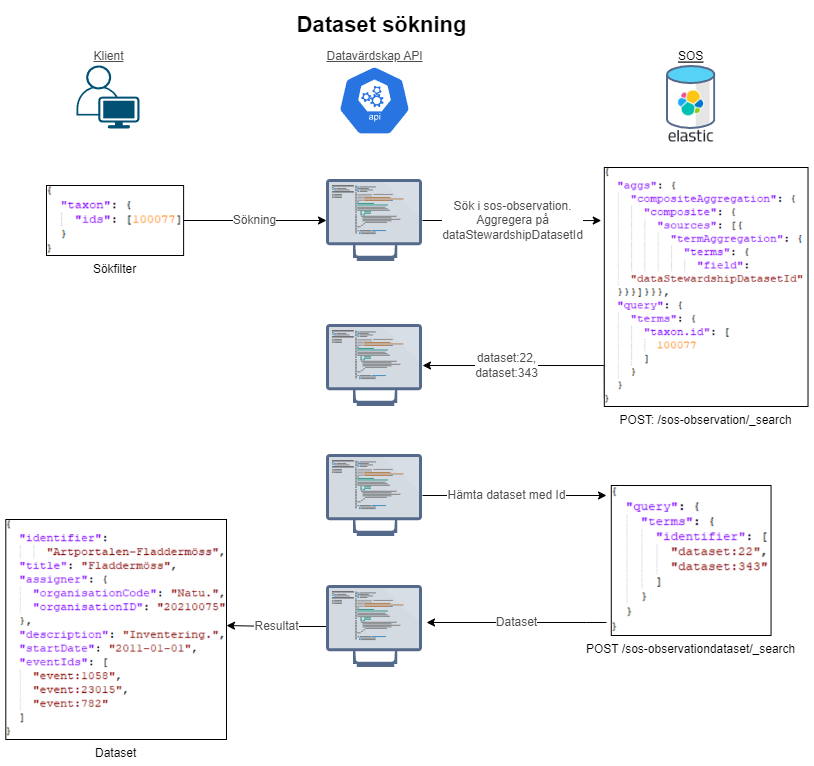 Dataset sökning
Klient
Datavärdskap API
SOS
api
elastic
{
"taxon": {
"ids": [100077]
}
}
Sökfilter
Sökning
Sök i sos-observation.
Aggregera på
dataStewardshipDatasetId
{
"aggs": {
"compositeAggregation": {
"composite": {
"sources": [{
"termAggregation": {
"terms": {
"field":
"dataStewardshipDatasetId"
}}}]}}},
"query": {
"terms": {
"taxon.id": [
100077
]
}
}
}
POST: /sos-observation/_search
dataset:22,
dataset:343
Hämta dataset med Id
{
"query": {
"terms": {
"identifier": [
"dataset:22",
"dataset:343"
]
}
}
}
POST /sos-observationdataset/_search
Dataset
Resultat
{
"identifier":
"Artportalen-Fladdermöss",
"title": "Fladdermöss",
"assigner": {
"organisationCode": "Natu.",
"organisationID": "20210075"
},
"description": "Inventering.",
"startDate": "2011-01-01",
"eventIds": [
"event:1058",
"event:23015",
"event:782"
]
}
Dataset